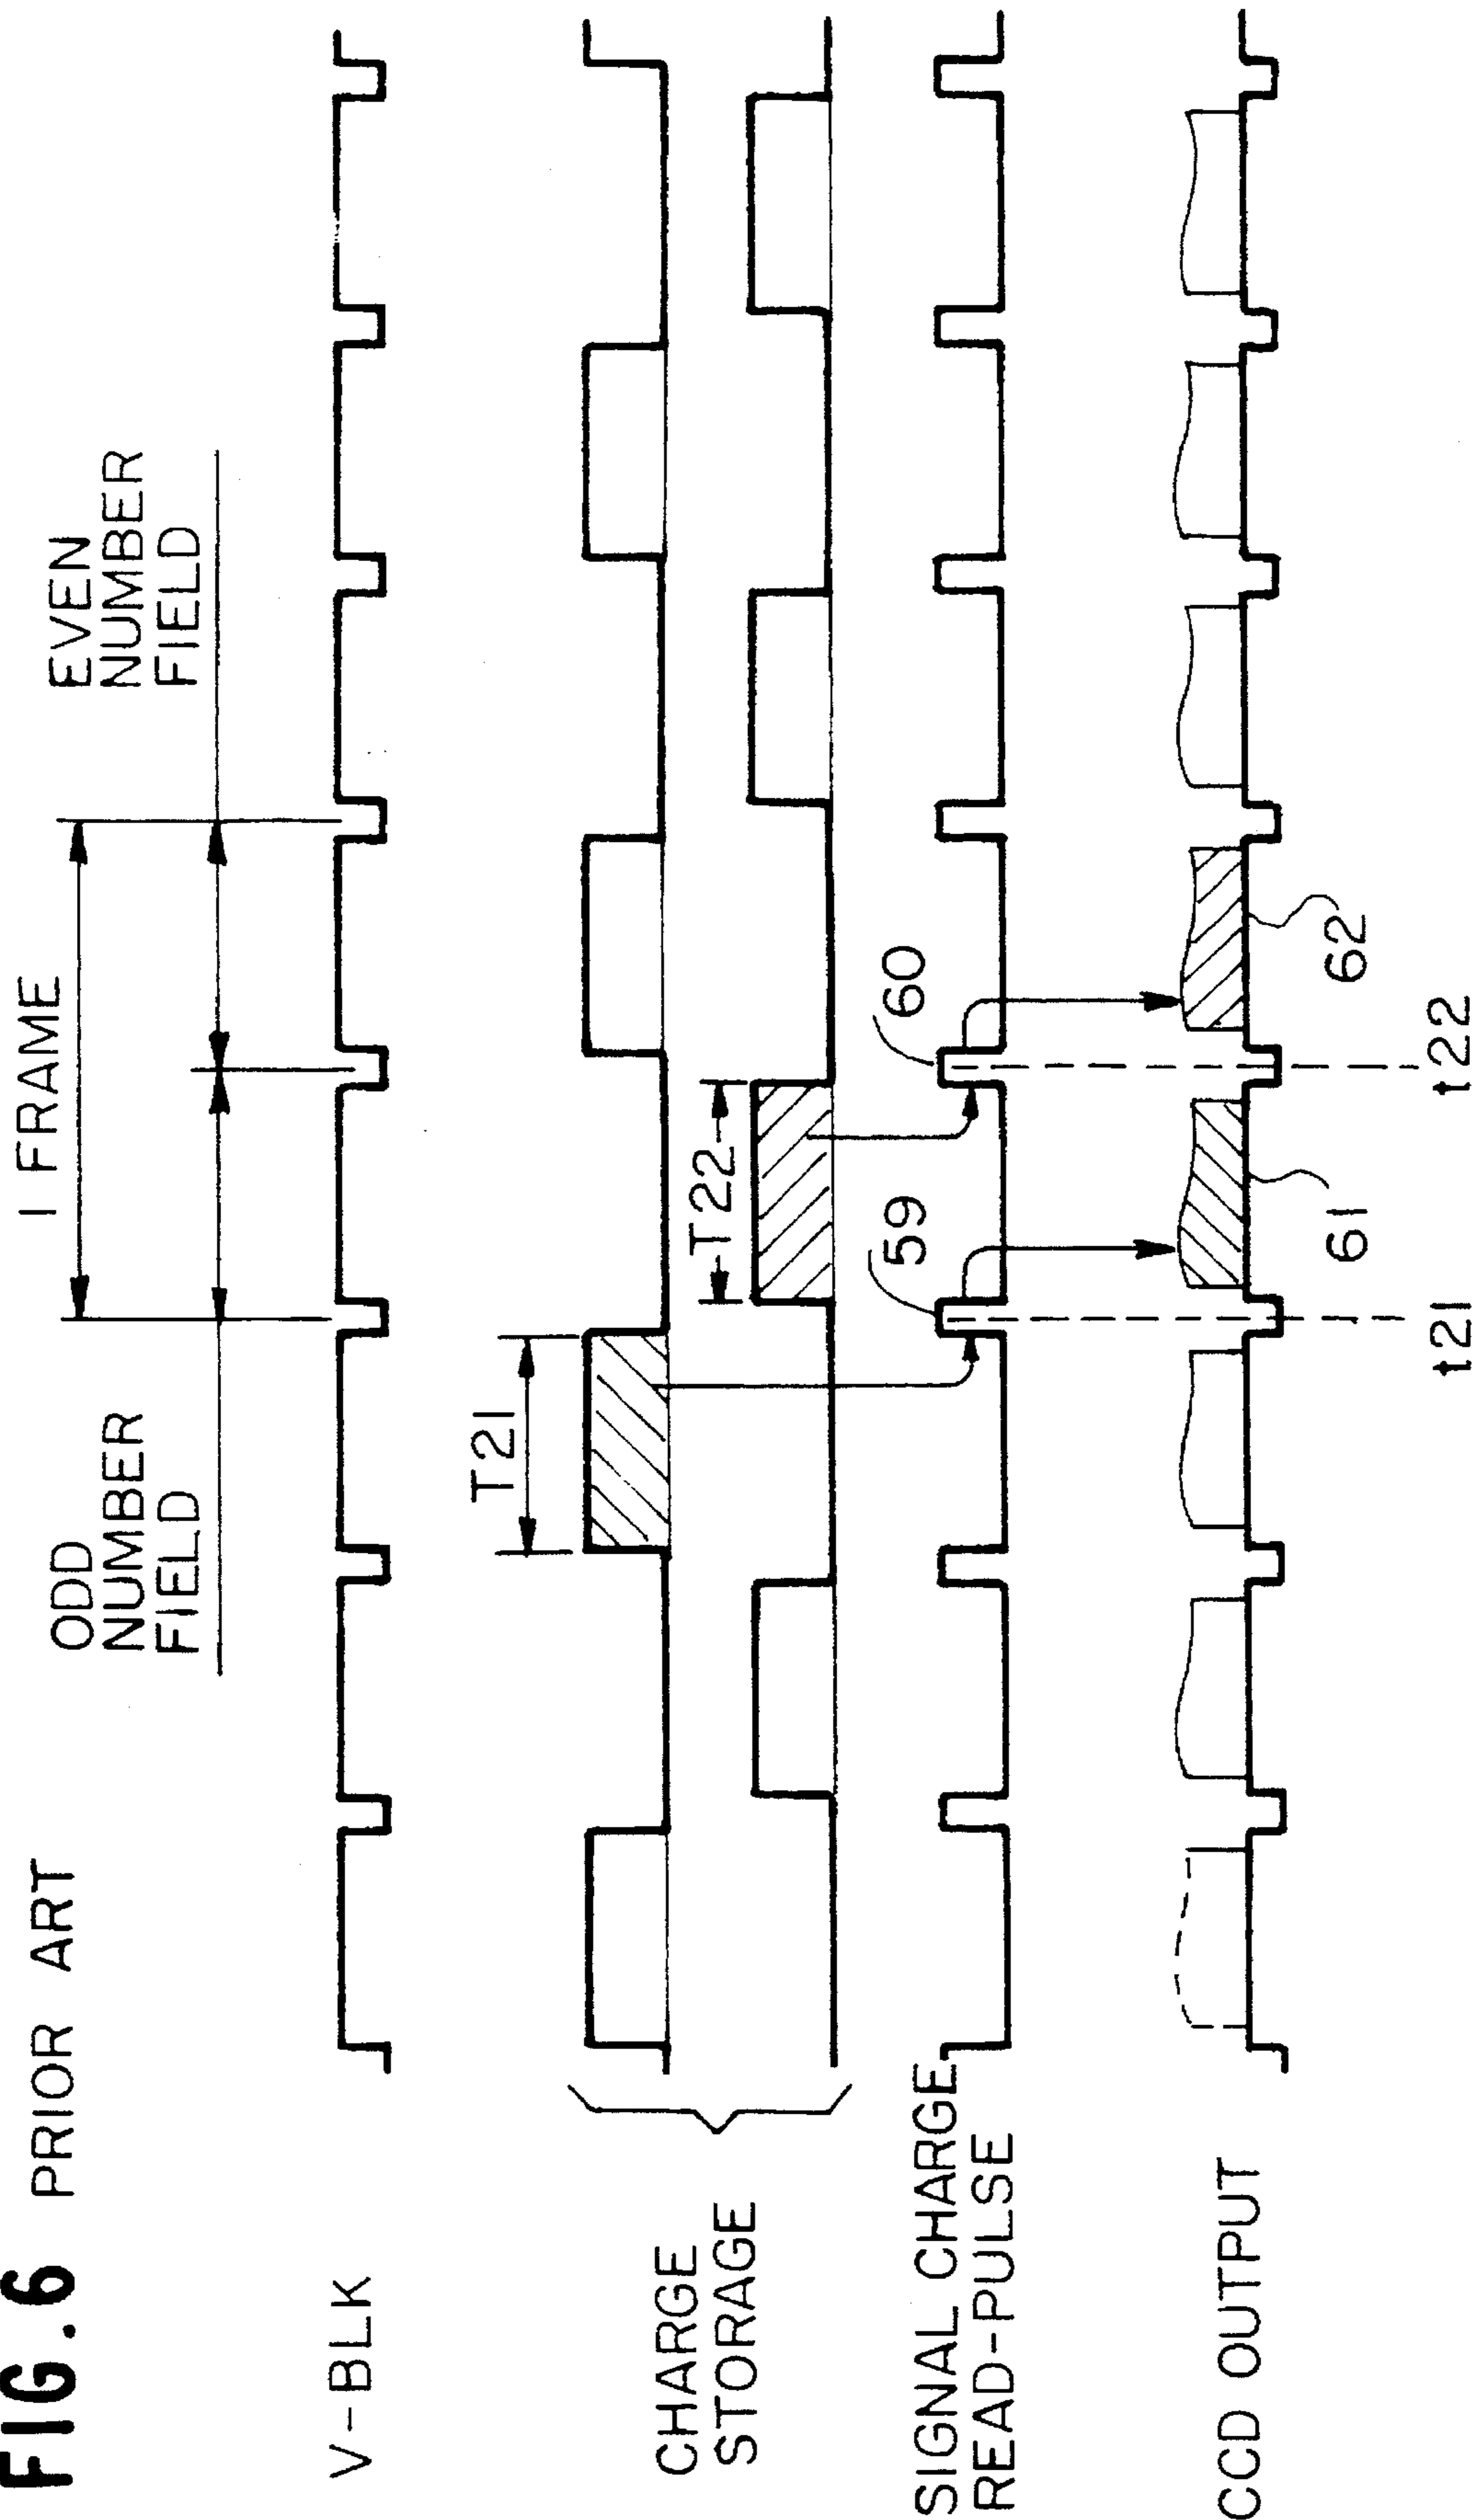 FIG. 6 PRIOR ART
1 FRAME
ODD
NUMBER
FIELD
EVEN
NUMBER
FIELD
V-BLK
T21
CHARGE
STORAGE
T22
SIGNAL CHARGE
READ-PULSE
59
60
CCD OUTPUT
61
62
t21
t22